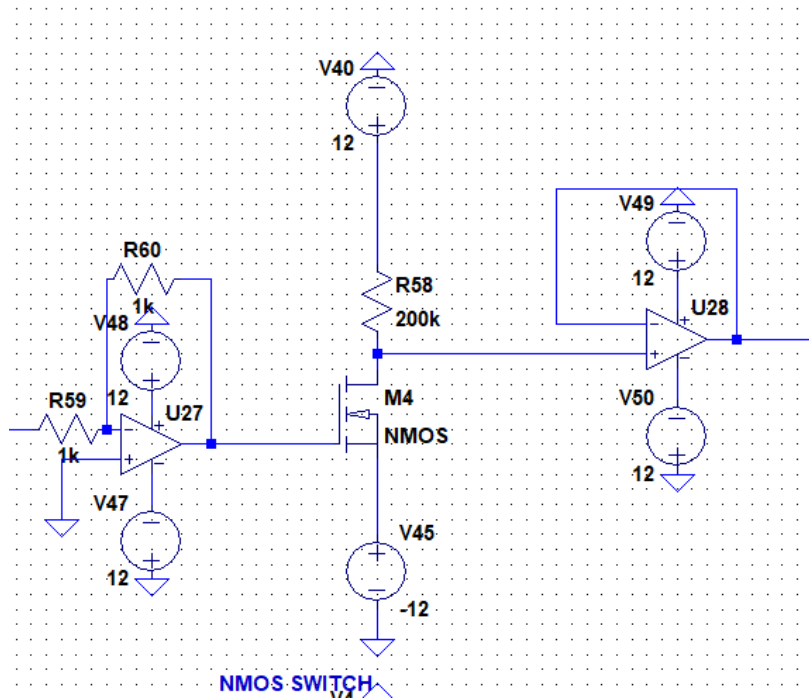 V40
12
V49
12
U28
R60
1k
V48
12
R58
200k
R59
1k
U27
M4
NMOS
V50
12
V47
12
V45
-12
NMOS SWITCH
V4